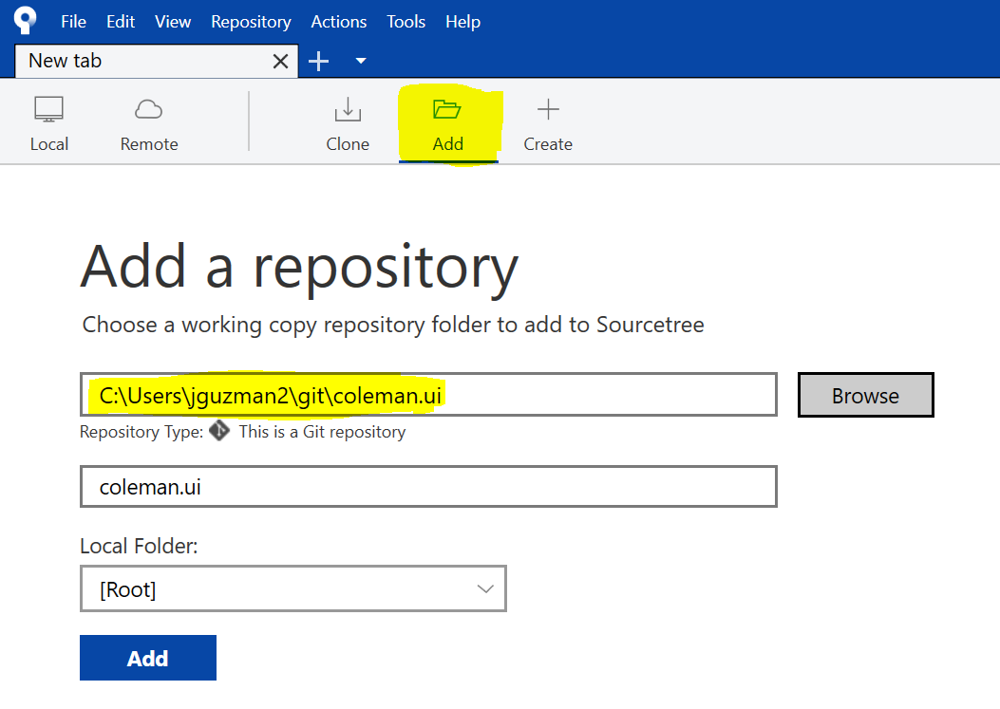 File Edit View Repository Actions Tools Help
New tab
Local Remote Clone Add Create
Add a repository
Choose a working copy repository folder to add to Sourcetree
C:\Users\jguzman2\git\coleman.ui Browse
Repository Type: This is a Git repository
coleman.ui
Local Folder:
[Root]
Add